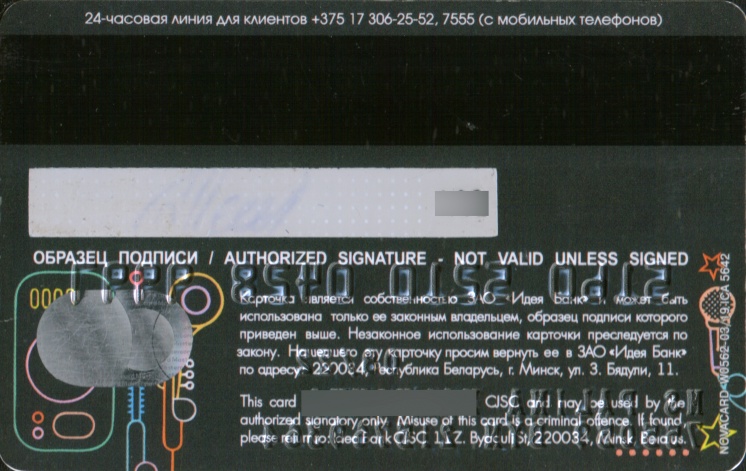 24-часовая линия для клиентов +375 17 306-25-52, 7555 (с мобильных телефонов)
ОБРАЗЕЦ ПОДПИСИ / AUTHORIZED SIGNATURE - NOT VALID UNLESS SIGNED
Карточка является собственностью ЗАО «Идея Банк» и может быть
использована только ее законным владельцем, образец подписи которого
приведен выше. Незаконное использование карточки преследуется по
закону. Нашедшего эту карточку просим вернуть ее в ЗАО «Идея Банк»
по адресу: 220034, Республика Беларусь, г. Минск, ул. З. Бядули, 11.
This card CJSC and may be used by the
authorized signatory only. Misuse of this card is a criminal offence. If found,
please return to: Idea Bank CJSC 11 Z. Byaduli St, 220034, Minsk, Belarus.
NOVACARD-W0562-03/19 ICA 5642